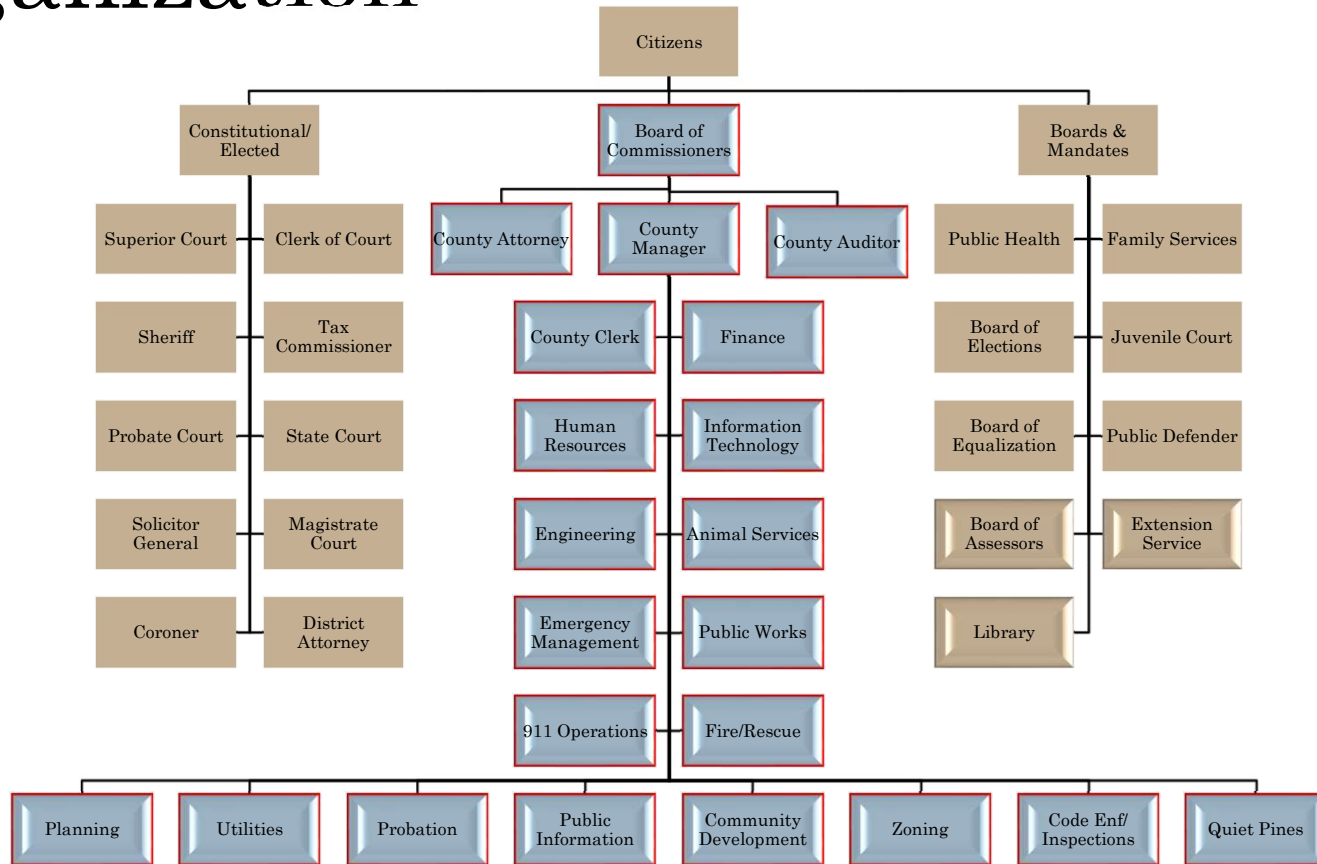 ganization
Citizens
Constitutional/
Elected
Board of
Commissioners
Boards &
Mandates
Superior Court
Clerk of Court
County Attorney
County
Manager
County Auditor
Public Health
Family Services
Sheriff
Tax
Commissioner
County Clerk
Finance
Board of
Elections
Juvenile Court
Probate Court
State Court
Human
Resources
Information
Technology
Board of
Equalization
Public Defender
Solicitor
General
Magistrate
Court
Engineering
Animal Services
Board of
Assessors
Extension
Service
Coroner
District
Attorney
Emergency
Management
Public Works
Library
911 Operations
Fire/Rescue
Planning
Utilities
Probation
Public
Information
Community
Development
Zoning
Code Enf/
Inspections
Quiet Pines